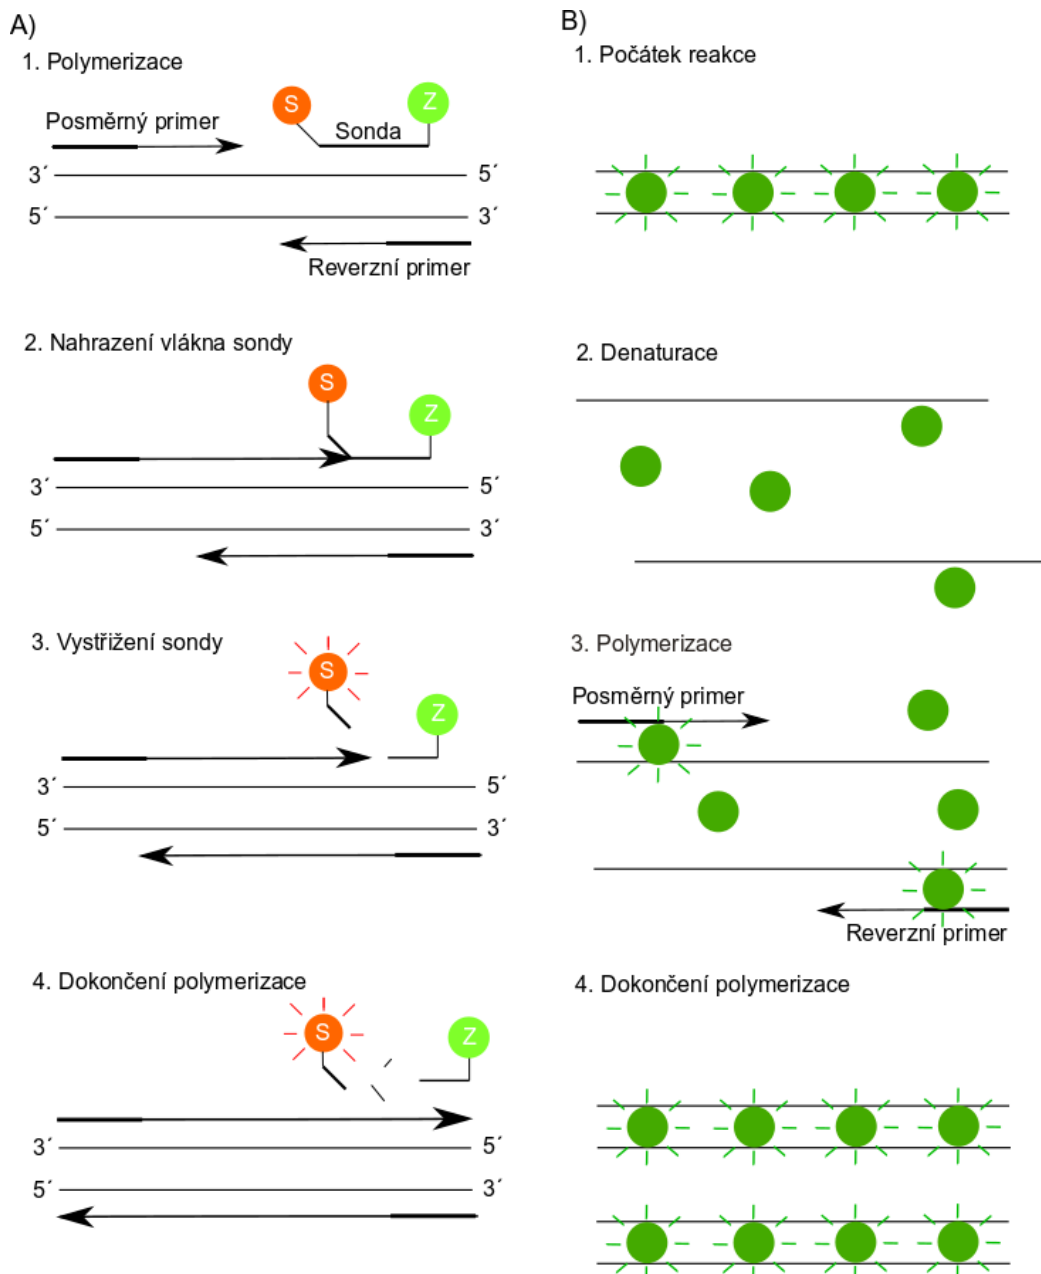 A)
1. Polymerizace
S
Z
Posměrný primer
Sonda
3´
5´
5´
3´
Reverzní primer
2. Nahrazení vlákna sondy
S
Z
3´
5´
5´
3´
3. Vystřižení sondy
S
Z
3´
5´
5´
3´
4. Dokončení polymerizace
S
Z
3´
5´
5´
3´
B)
1. Počátek reakce
2. Denaturace
3. Polymerizace
Posměrný primer
Reverzní primer
4. Dokončení polymerizace